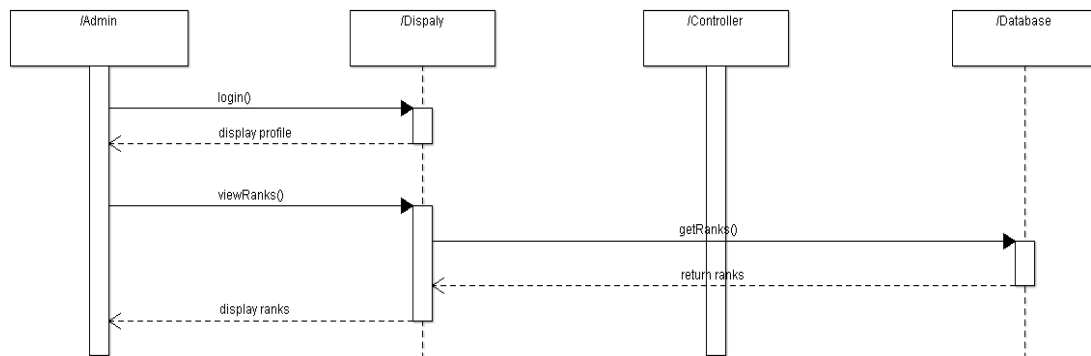 /Admin
/Dispaly
/Controller
/Database
login()
display profile
viewRanks()
getRanks()
return ranks
display ranks